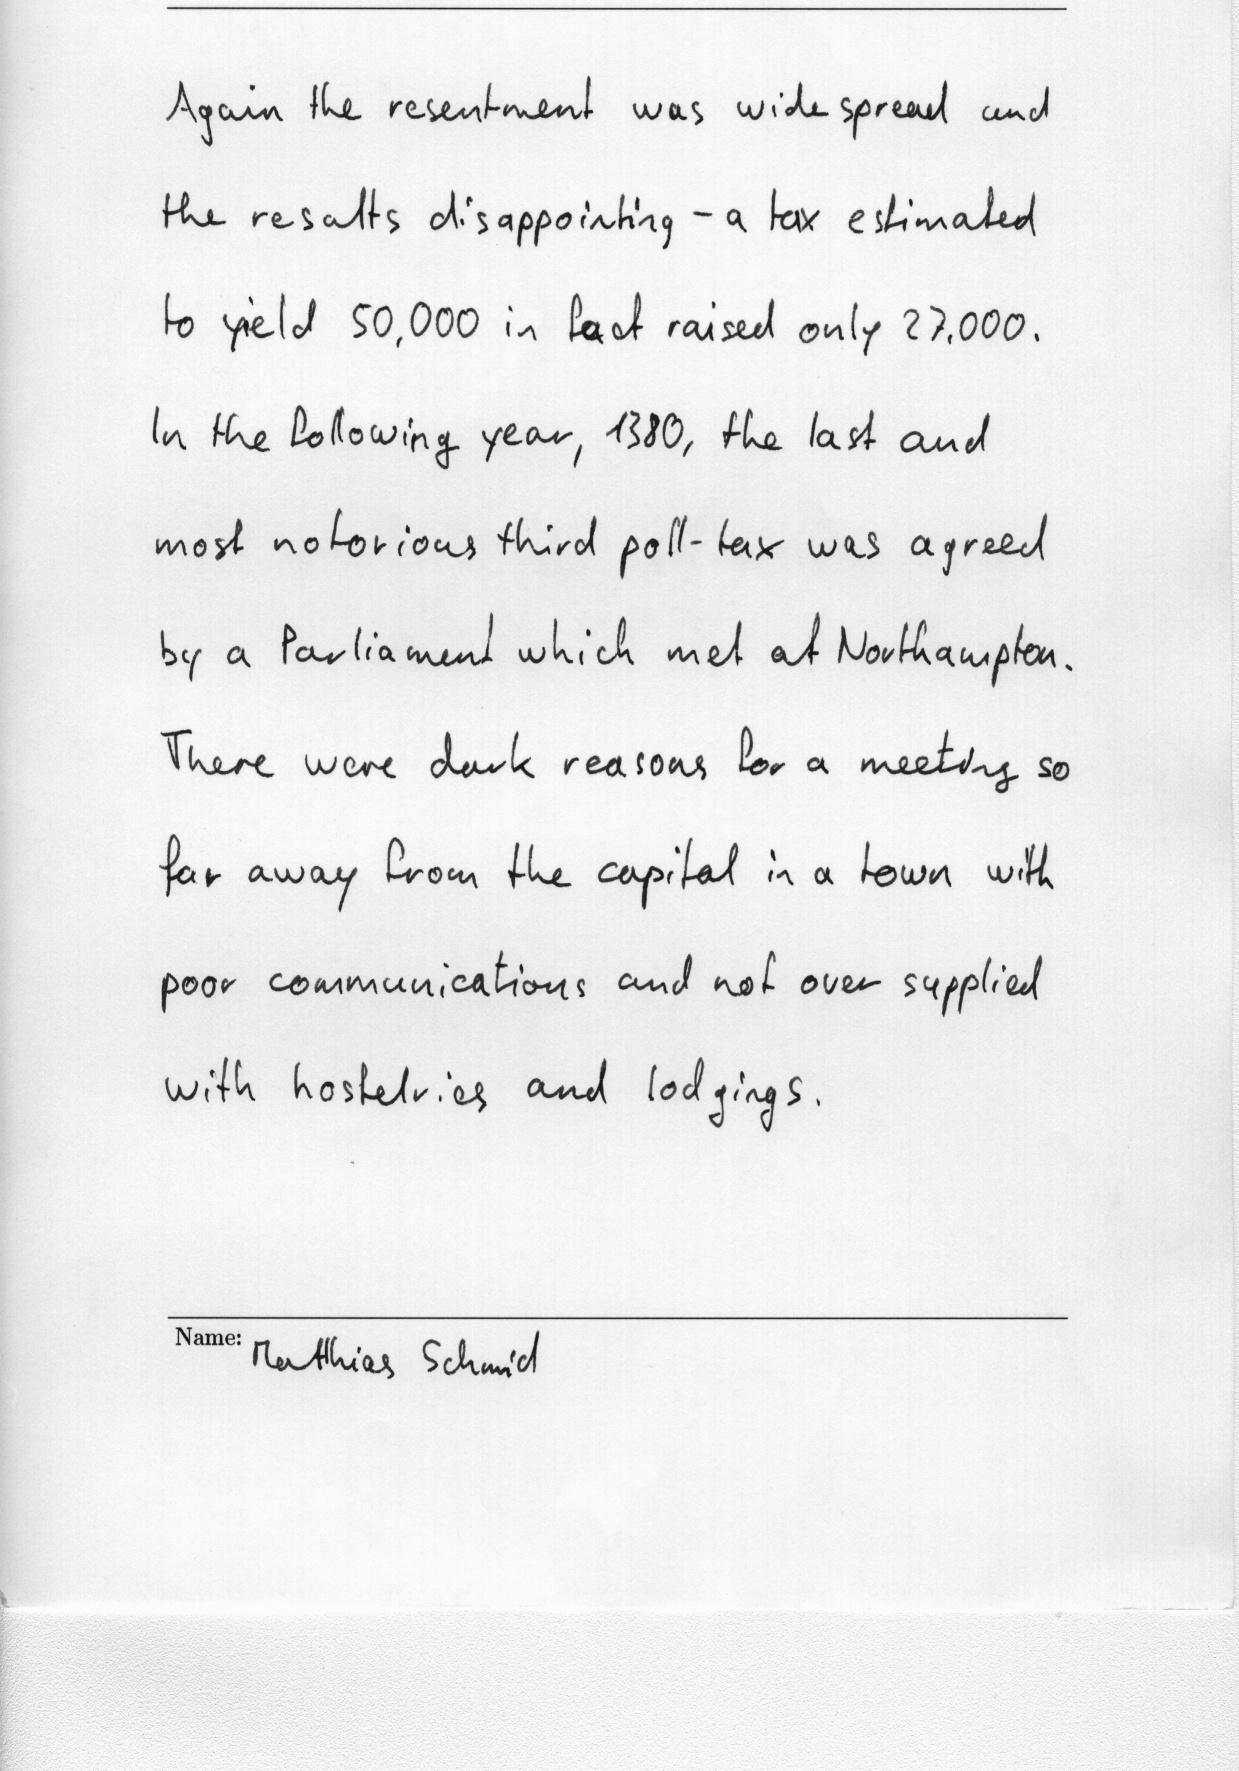 Again the resentment was widespread and
the results disappointing - a tax estimated
to yield 50,000 in fact raised only 27,000.
In the following year, 1380, the last and
most notorious third poll-tax was agreed
by a Parliament which met at Northampton.
There were dark reasons for a meeting so
far away from the capital in a town with
poor communications and not over supplied
with hostelries and lodgings.
Name: Matthias Schmid